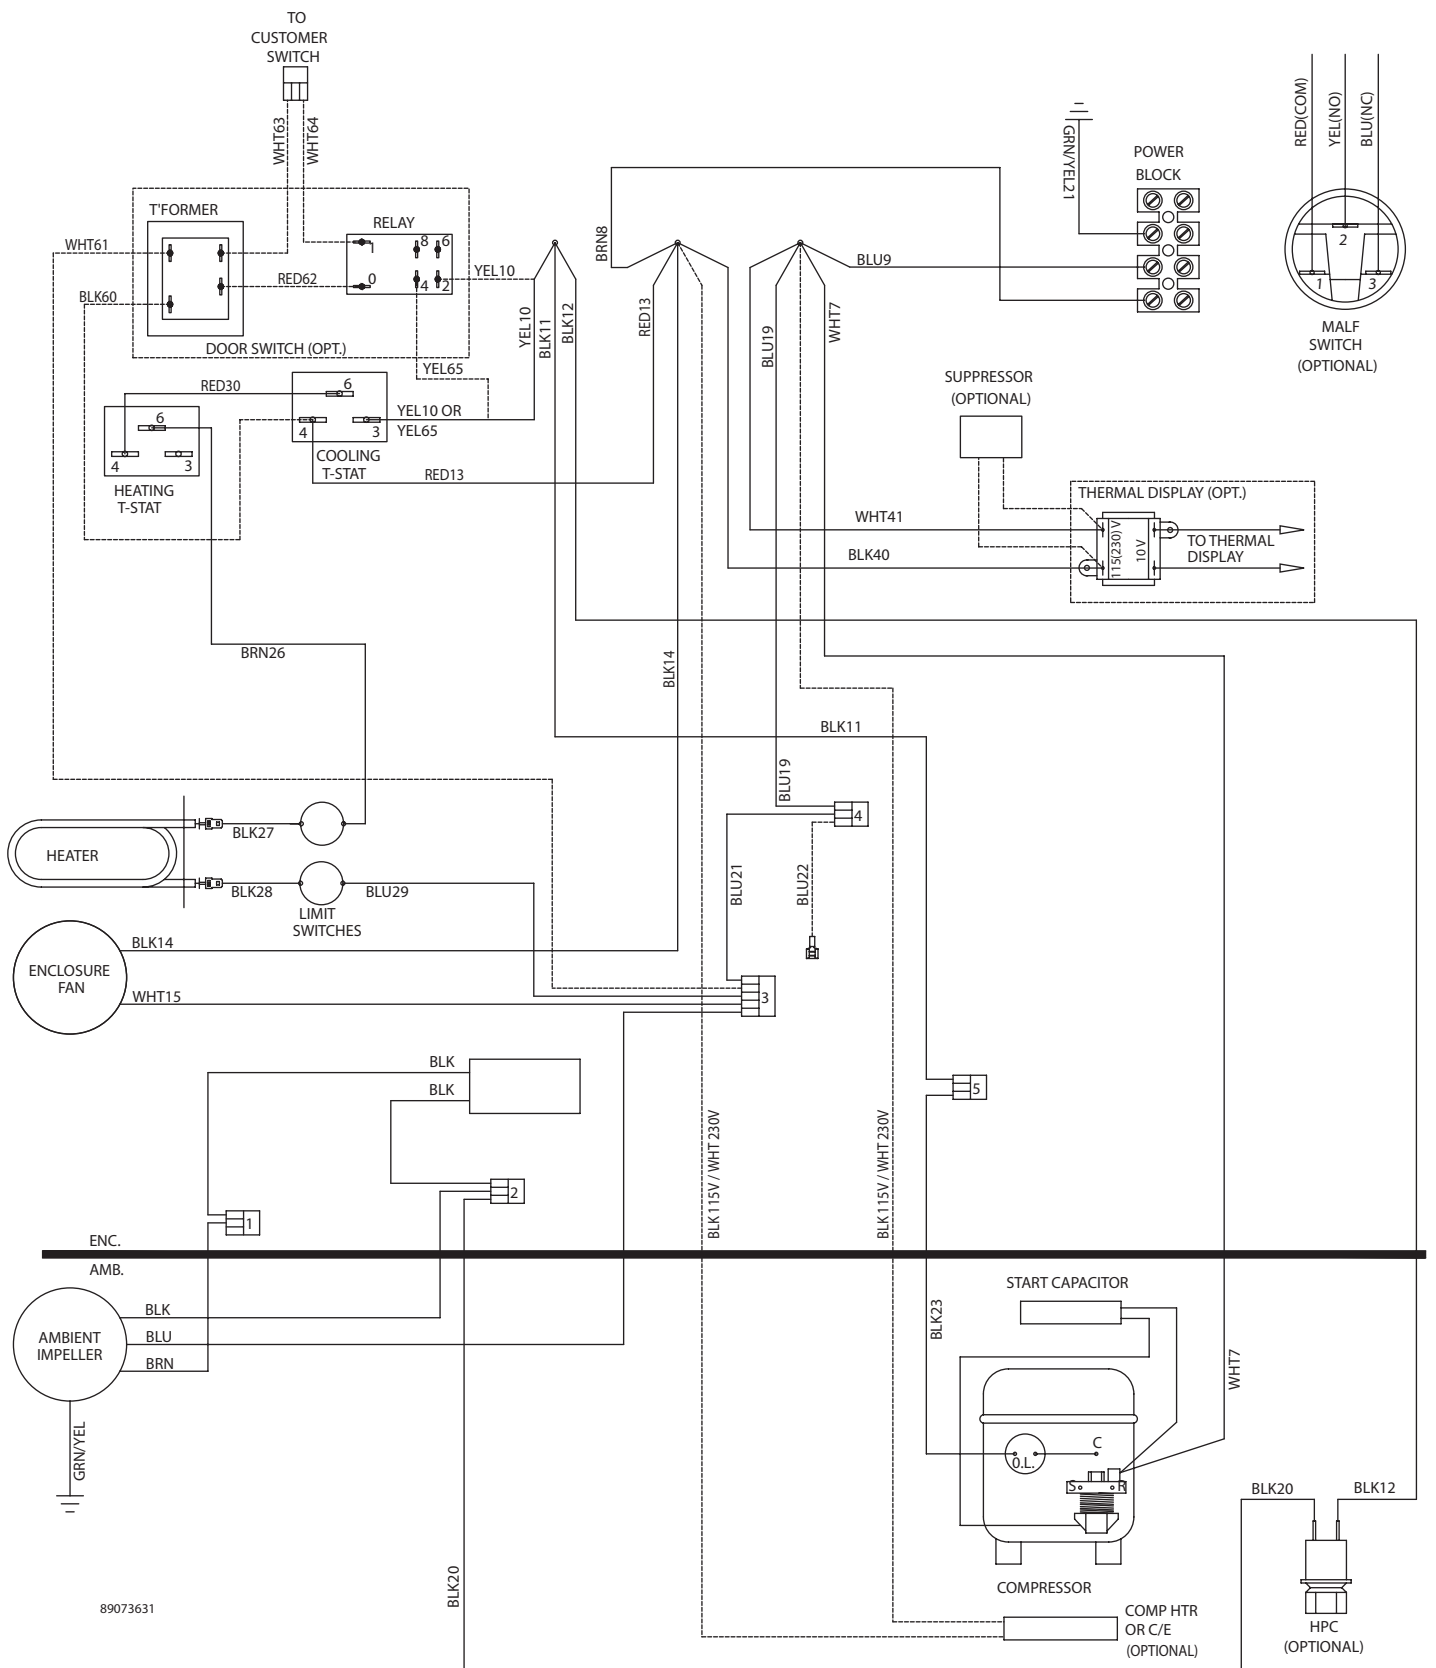 TO
CUSTOMER
SWITCH
WHT63
WHT64
T'FORMER
RELAY
WHT61
BLK60
RED62
1
8
6
0
4
2
YEL10
DOOR SWITCH (OPT.)
YEL65
YEL10
BLK11
BLK12
BRN8
RED13
BLU19
WHT7
BLU9
GRN/YEL21
POWER
BLOCK
RED(COM)
YEL(NO)
BLU(NC)
2
1
3
MALF
SWITCH
(OPTIONAL)
RED30
6
4
3
YEL10 OR
YEL65
COOLING
T-STAT
6
4
3
HEATING
T-STAT
RED13
SUPPRESSOR
(OPTIONAL)
THERMAL DISPLAY (OPT.)
WHT41
BLK40
115(230) V
10 V
TO THERMAL
DISPLAY
BRN26
BLK14
BLK11
BLU19
4
BLK27
HEATER
BLK28
BLU29
LIMIT
SWITCHES
BLU21
BLU22
BLK14
ENCLOSURE
FAN
WHT15
3
BLK
BLK
5
2
1
BLK 115V / WHT 230V
BLK 115V / WHT 230V
ENC.
AMB.
BLK
AMBIENT
IMPELLER
BLU
BRN
GRN/YEL
START CAPACITOR
BLK23
WHT7
C
O.L.
S
R
COMPRESSOR
BLK20
BLK12
BLK20
89073631
COMP HTR
OR C/E
(OPTIONAL)
HPC
(OPTIONAL)